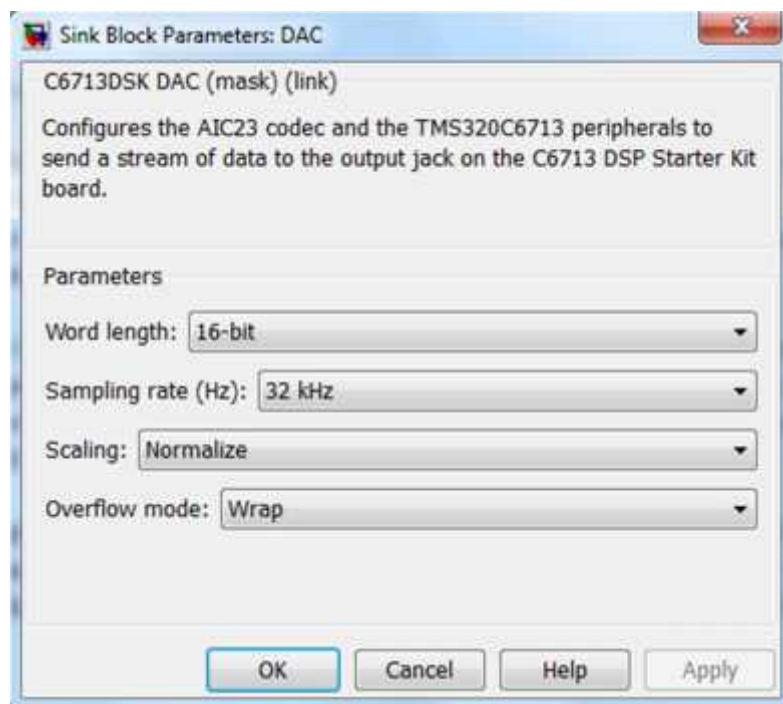 Sink Block Parameters: DAC
C6713DSK DAC (mask) (link)
Configures the AIC23 codec and the TMS320C6713 peripherals to
send a stream of data to the output jack on the C6713 DSP Starter Kit
board.
Parameters
Word length: 16-bit
Sampling rate (Hz): 32 kHz
Scaling: Normalize
Overflow mode: Wrap
OK Cancel Help Apply